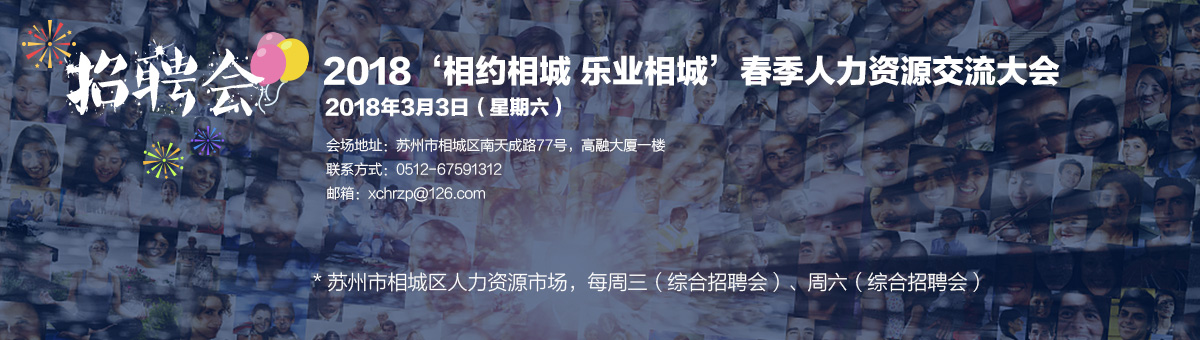 招聘会
2018‘相约相城 乐业相城’春季人力资源交流大会
2018年3月3日（星期六）
会场地址：苏州市相城区南天成路77号，高融大厦一楼
联系方式：0512-67591312
邮箱：xchrzp@126.com
* 苏州市相城区人力资源市场，每周三（综合招聘会）、周六（综合招聘会）